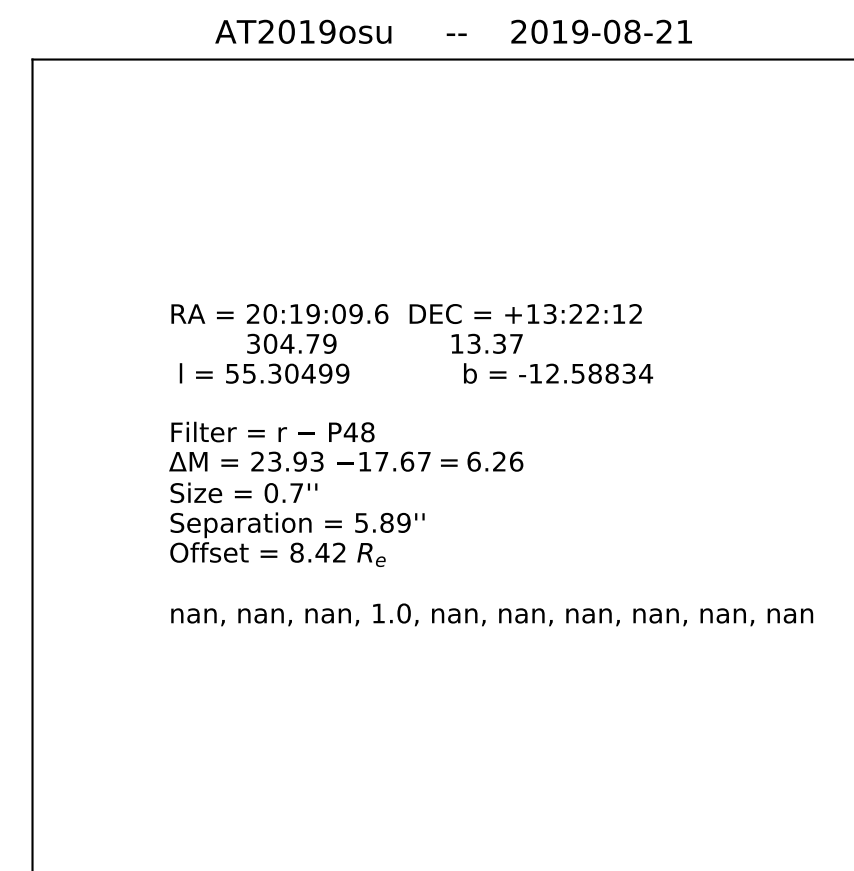 AT2019osu -- 2019-08-21
RA = 20:19:09.6 DEC = +13:22:12
304.79 13.37
l = 55.30499 b = -12.58834
Filter = r − P48
ΔM = 23.93 −17.67 = 6.26
Size = 0.7''
Separation = 5.89''
Offset = 8.42 Re
nan, nan, nan, 1.0, nan, nan, nan, nan, nan, nan